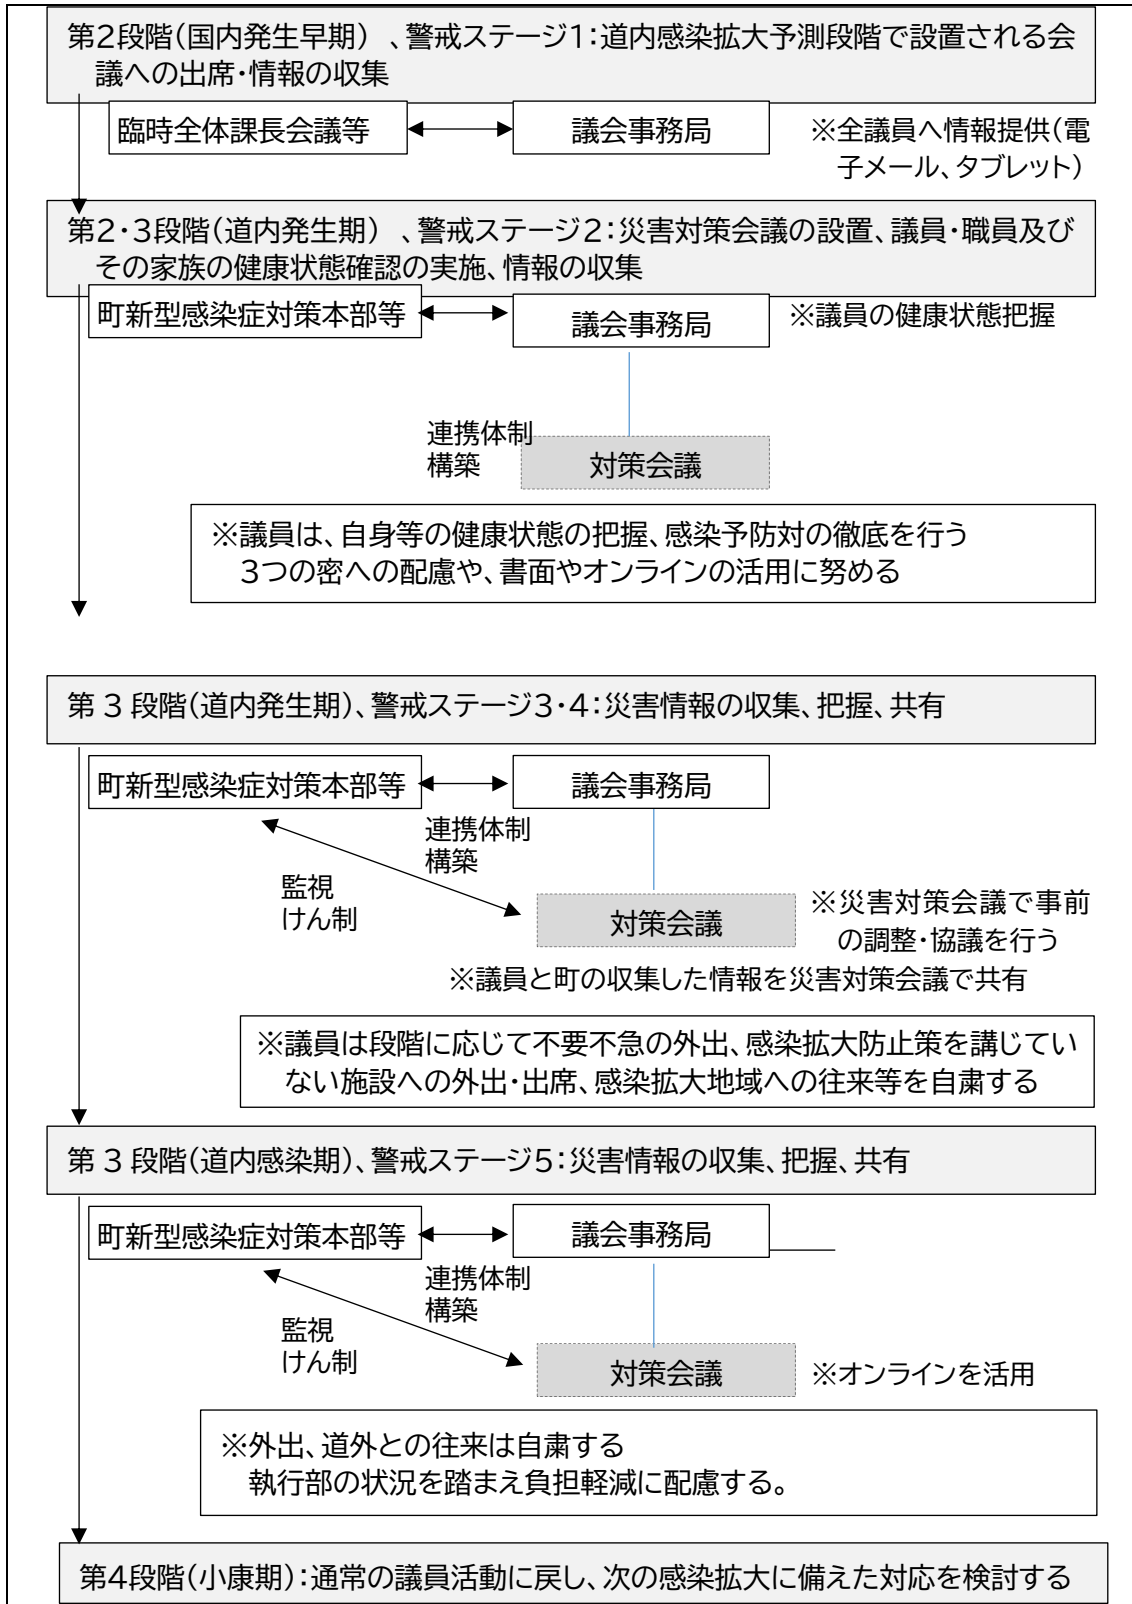 第2段階(国内発生早期)　、警戒ステージ1:道内感染拡大予測段階で設置される会
議への出席・情報の収集
臨時全体課長会議等
議会事務局
※全議員へ情報提供(電
子メール、タブレット)
第2・3段階(道内発生期)　、警戒ステージ2:災害対策会議の設置、議員・職員及び
その家族の健康状態確認の実施、情報の収集
町新型感染症対策本部等
議会事務局
※議員の健康状態把握
連携体制
構築
対策会議
※議員は、自身等の健康状態の把握、感染予防対の徹底を行う
3つの密への配慮や、書面やオンラインの活用に努める
第 3 段階(道内発生期)、警戒ステージ3・4:災害情報の収集、把握、共有
町新型感染症対策本部等
議会事務局
連携体制
構築
監視
けん制
対策会議
※災害対策会議で事前
の調整・協議を行う
※議員と町の収集した情報を災害対策会議で共有
※議員は段階に応じて不要不急の外出、感染拡大防止策を講じてい
ない施設への外出・出席、感染拡大地域への往来等を自粛する
第 3 段階(道内感染期)、警戒ステージ5:災害情報の収集、把握、共有
町新型感染症対策本部等
議会事務局
連携体制
構築
監視
けん制
対策会議
※オンラインを活用
※外出、道外との往来は自粛する
執行部の状況を踏まえ負担軽減に配慮する。
第4段階(小康期):通常の議員活動に戻し、次の感染拡大に備えた対応を検討する